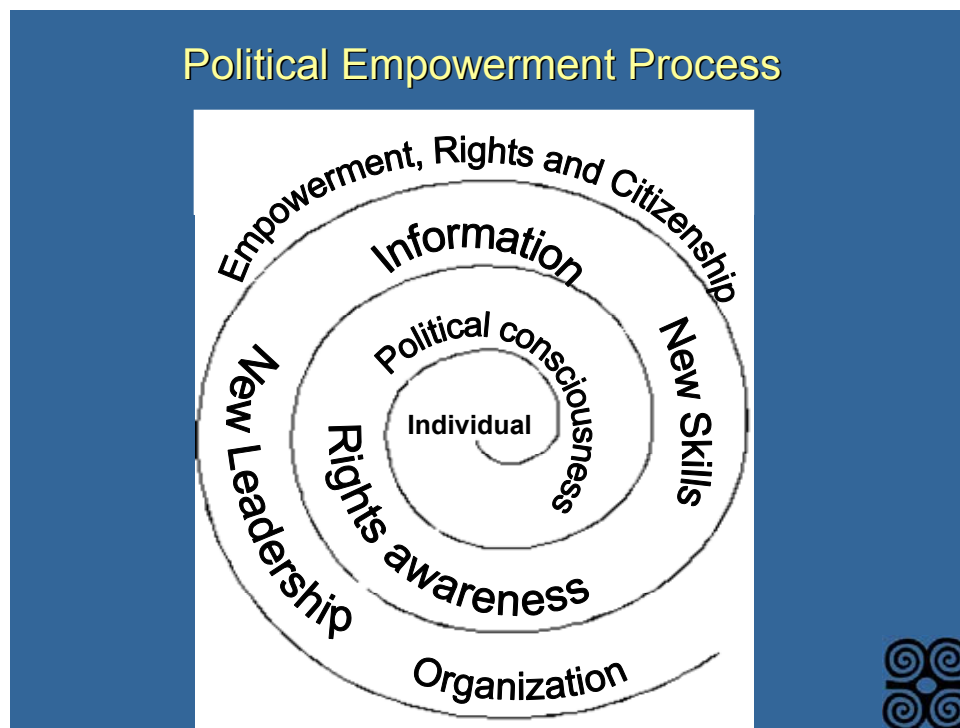 Political Empowerment Process
Empowerment, Rights and Citizenship
Information
Political consciousness
New Skills
Individual
New Leadership
Rights awareness
Organization